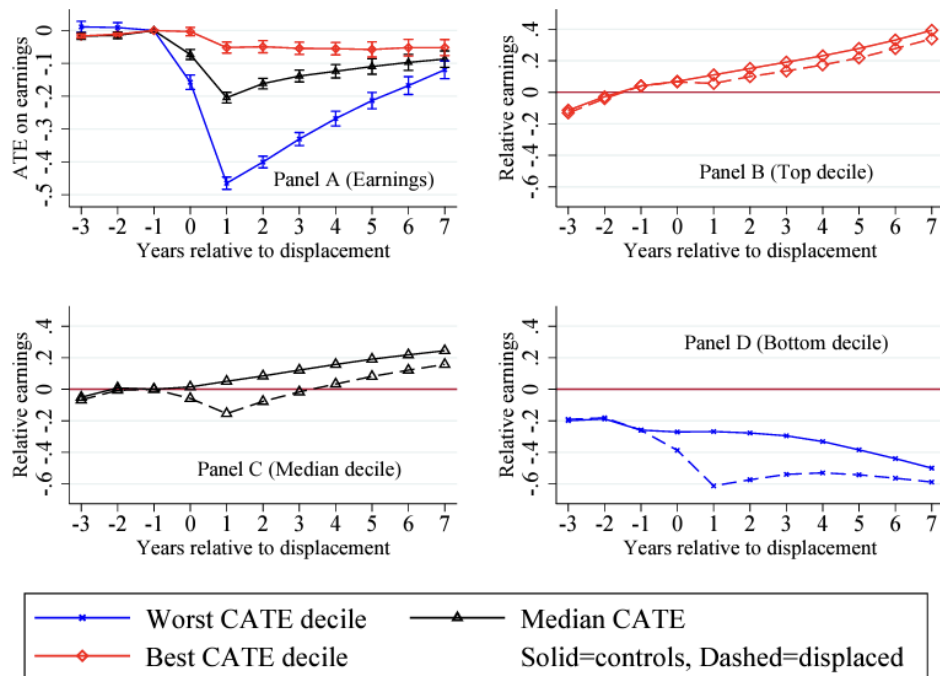 ATE on earnings
0
-.1
-.2
-.3
-.4
-.5
Panel A (Earnings)
-3 -2 -1 0 1 2 3 4 5 6 7
Years relative to displacement
Relative earnings
.4
.2
0
-.2
-.4
-.6
Panel B (Top decile)
-3 -2 -1 0 1 2 3 4 5 6 7
Years relative to displacement
Relative earnings
.4
.2
0
-.2
-.4
-.6
Panel C (Median decile)
-3 -2 -1 0 1 2 3 4 5 6 7
Years relative to displacement
Relative earnings
.4
.2
0
-.2
-.4
-.6
Panel D (Bottom decile)
-3 -2 -1 0 1 2 3 4 5 6 7
Years relative to displacement
Worst CATE decile
Median CATE
Best CATE decile
Solid=controls, Dashed=displaced